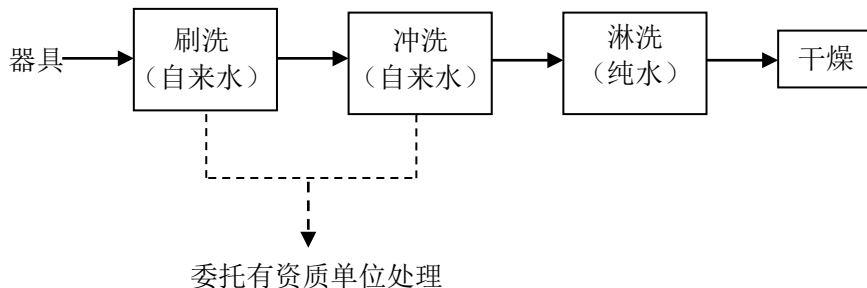 器具
刷洗
（自来水）
冲洗
（自来水）
淋洗
（纯水）
干燥
委托有资质单位处理